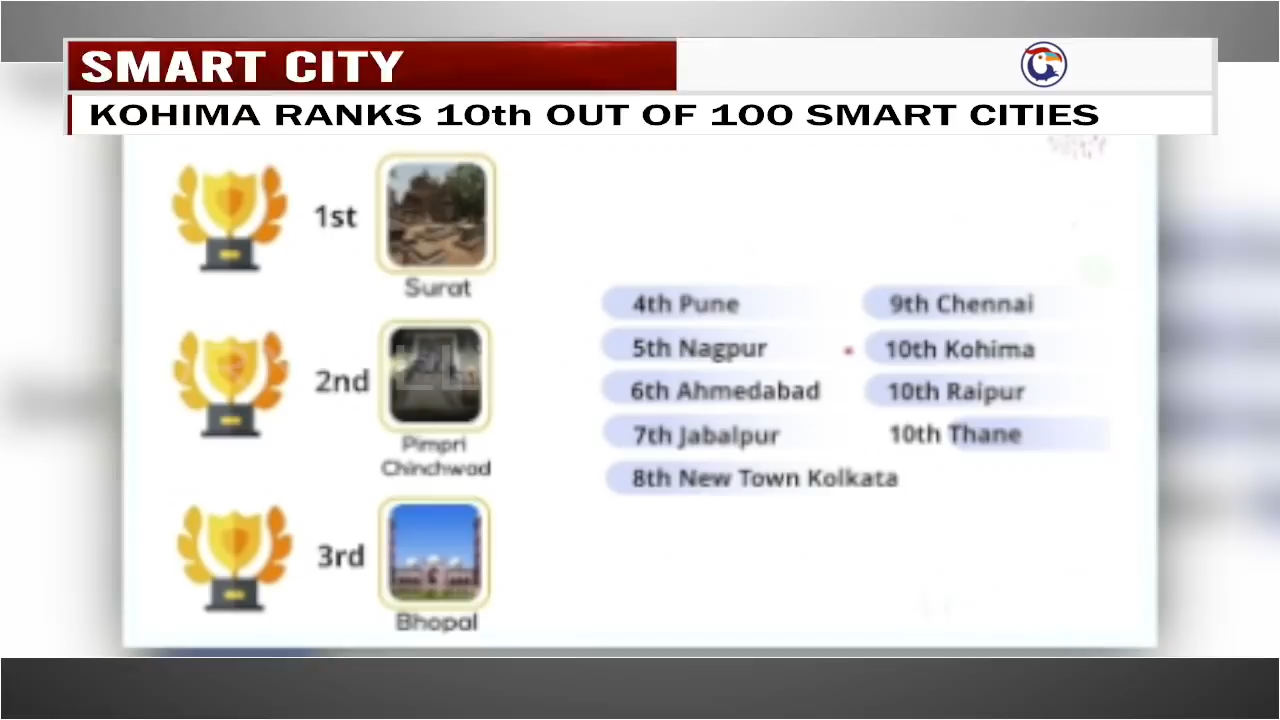 SMART CITY
KOHIMA RANKS 10th OUT OF 100 SMART CITIES
1st
Surat
2nd
Pimpri
Chinchwad
3rd
Bhopal
4th Pune
5th Nagpur
6th Ahmedabad
7th Jabalpur
8th New Town Kolkata
9th Chennai
10th Kohima
10th Raipur
10th Thane